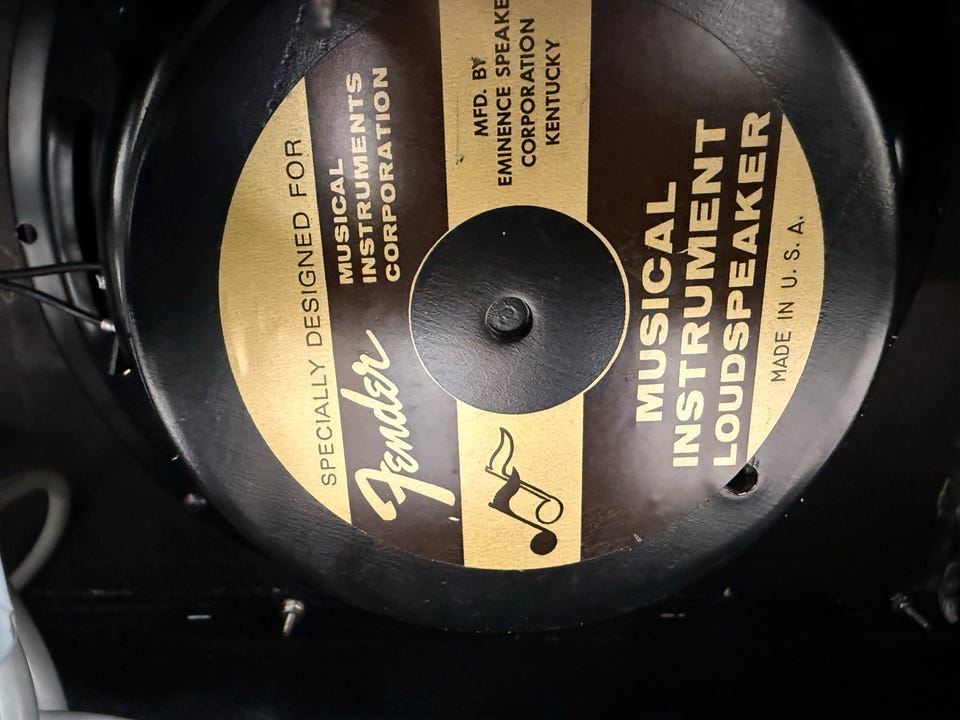 SPECIALLY DESIGNED FOR
Fender
MUSICAL
INSTRUMENTS
CORPORATION
MFD. BY
EMINENCE SPEAKE
CORPORATION
KENTUCKY
MUSICAL
INSTRUMENT
LOUDSPEAKER
MADE IN U. S. A.